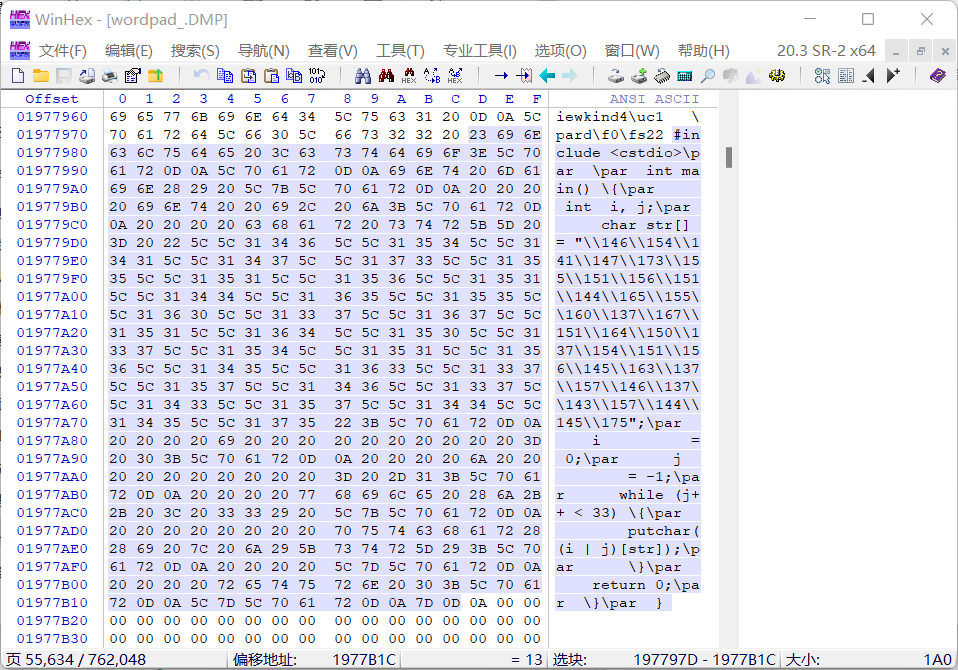 WinHex - [wordpad_.DMP]
文件(F) 编辑(E) 搜索(S) 导航(N) 查看(V) 工具(T) 专业工具(I) 选项(O) 窗口(W) 帮助(H) 20.3 SR-2 x64
Offset 0 1 2 3 4 5 6 7 8 9 A B C D E F ANSI ASCII
01977960 69 65 77 6B 69 6E 64 34 5C 75 63 31 20 0D 0A 5C iewkind4\uc1 \
01977970 70 61 72 64 5C 66 30 5C 66 73 32 32 20 23 69 6E pard\f0\fs22 #in
01977980 63 6C 75 64 65 20 3C 63 73 74 64 69 6F 3E 5C 70 clude <cstdio>\p
01977990 61 72 0D 0A 5C 70 61 72 0D 0A 69 6E 74 20 6D 61 ar \par int ma
019779A0 69 6E 28 29 20 5C 7B 5C 70 61 72 0D 0A 20 20 20 in() \{\par
019779B0 20 69 6E 74 20 20 69 2C 20 6A 3B 5C 70 61 72 0D int i, j;\par
019779C0 0A 20 20 20 20 63 68 61 72 20 73 74 72 5B 5D 20 char str[]
019779D0 3D 20 22 5C 5C 31 34 36 5C 5C 31 35 34 5C 5C 31 = "\\146\\154\\1
019779E0 34 31 5C 5C 31 34 37 5C 5C 31 37 33 5C 5C 31 35 41\\147\\173\\15
019779F0 35 5C 5C 31 35 31 5C 5C 31 35 36 5C 5C 31 35 31 5\\151\\156\\151
01977A00 5C 5C 31 34 34 5C 5C 31 36 35 5C 5C 31 35 35 5C \\144\\165\\155\
01977A10 5C 31 36 30 5C 5C 31 33 37 5C 5C 31 36 37 5C 5C \160\\137\\167\\
01977A20 31 35 31 5C 5C 31 36 34 5C 5C 31 35 30 5C 5C 31 151\\164\\150\\1
01977A30 33 37 5C 5C 31 35 34 5C 5C 31 35 31 5C 5C 31 35 37\\154\\151\\15
01977A40 36 5C 5C 31 34 35 5C 5C 31 36 33 5C 5C 31 33 37 6\\145\\163\\137
01977A50 5C 5C 31 35 37 5C 5C 31 34 36 5C 5C 31 33 37 5C \\157\\146\\137\
01977A60 5C 31 34 33 5C 5C 31 35 37 5C 5C 31 34 34 5C 5C \143\\157\\144\\
01977A70 31 34 35 5C 5C 31 37 35 22 3B 5C 70 61 72 0D 0A 145\\175";\par
01977A80 20 20 20 20 69 20 20 20 20 20 20 20 20 20 20 3D i =
01977A90 20 30 3B 5C 70 61 72 0D 0A 20 20 20 20 6A 20 20 0;\par j
01977AA0 20 20 20 20 20 20 20 20 3D 20 2D 31 3B 5C 70 61 = -1;\pa
01977AB0 72 0D 0A 20 20 20 20 77 68 69 6C 65 20 28 6A 2B r while (j+
01977AC0 2B 20 3C 20 33 33 29 20 5C 7B 5C 70 61 72 0D 0A + < 33) \{\par
01977AD0 20 20 20 20 20 20 20 20 70 75 74 63 68 61 72 28 putchar(
01977AE0 28 69 20 7C 20 6A 29 5B 73 74 72 5D 29 3B 5C 70 (i | j)[str]);\p
01977AF0 61 72 0D 0A 20 20 20 20 5C 7D 5C 70 61 72 0D 0A ar \}\par
01977B00 20 20 20 20 72 65 74 75 72 6E 20 30 3B 5C 70 61 return 0;\pa
01977B10 72 0D 0A 5C 7D 5C 70 61 72 0D 0A 7D 0D 0A 00 00 r \}\par }
01977B20 00 00 00 00 00 00 00 00 00 00 00 00 00 00 00 00
01977B30 00 00 00 00 00 00 00 00 00 00 00 00 00 00 00 00
页 55,634 / 762,048 偏移地址: 1977B1C = 13 选块: 197797D - 1977B1C 大小: 1A0